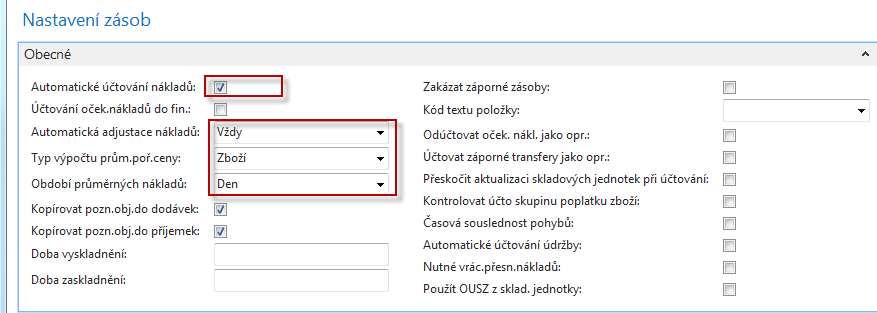 Nastavení zásob
Obecné
Automatické účtování nákladů:
Účtování oček.nákladů do fin.:
Automatická adjustace nákladů: Vždy
Typ výpočtu prům.poř.ceny: Zboží
Období průměrných nákladů: Den
Kopírovat pozn.obj.do dodávek:
Kopírovat pozn.obj.do příjemek:
Doba vyskladnění:
Doba zaskladnění:
Zakázat záporné zásoby:
Kód textu položky:
Odúčtovat oček. nákl. jako opr.:
Účtovat záporné transfery jako opr.:
Přeskočit aktualizaci skladových jednotek při účtování:
Kontrolovat účto skupinu poplatku zboží:
Časová souslednost pohybů:
Automatické účtování údržby:
Nutné vrác.přesn.nákladů:
Použít OUSZ z sklad. jednotky: